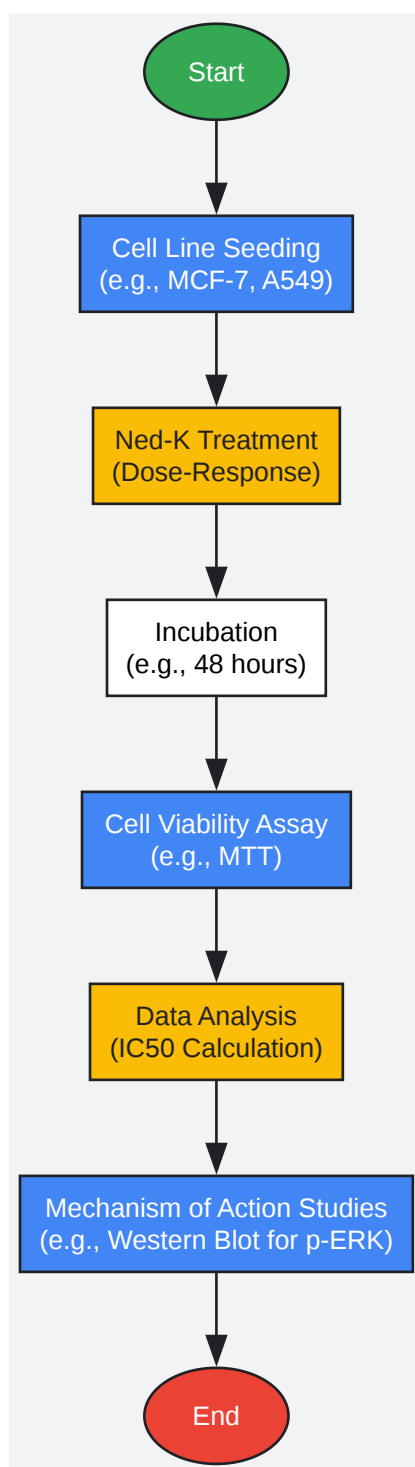 Start
Cell Line Seeding
(e.g., MCF-7, A549)
Ned-K Treatment
(Dose-Response)
Incubation
(e.g., 48 hours)
Cell Viability Assay
(e.g., MTT)
Data Analysis
(IC50 Calculation)
Mechanism of Action Studies
(e.g., Western Blot for p-ERK)
End